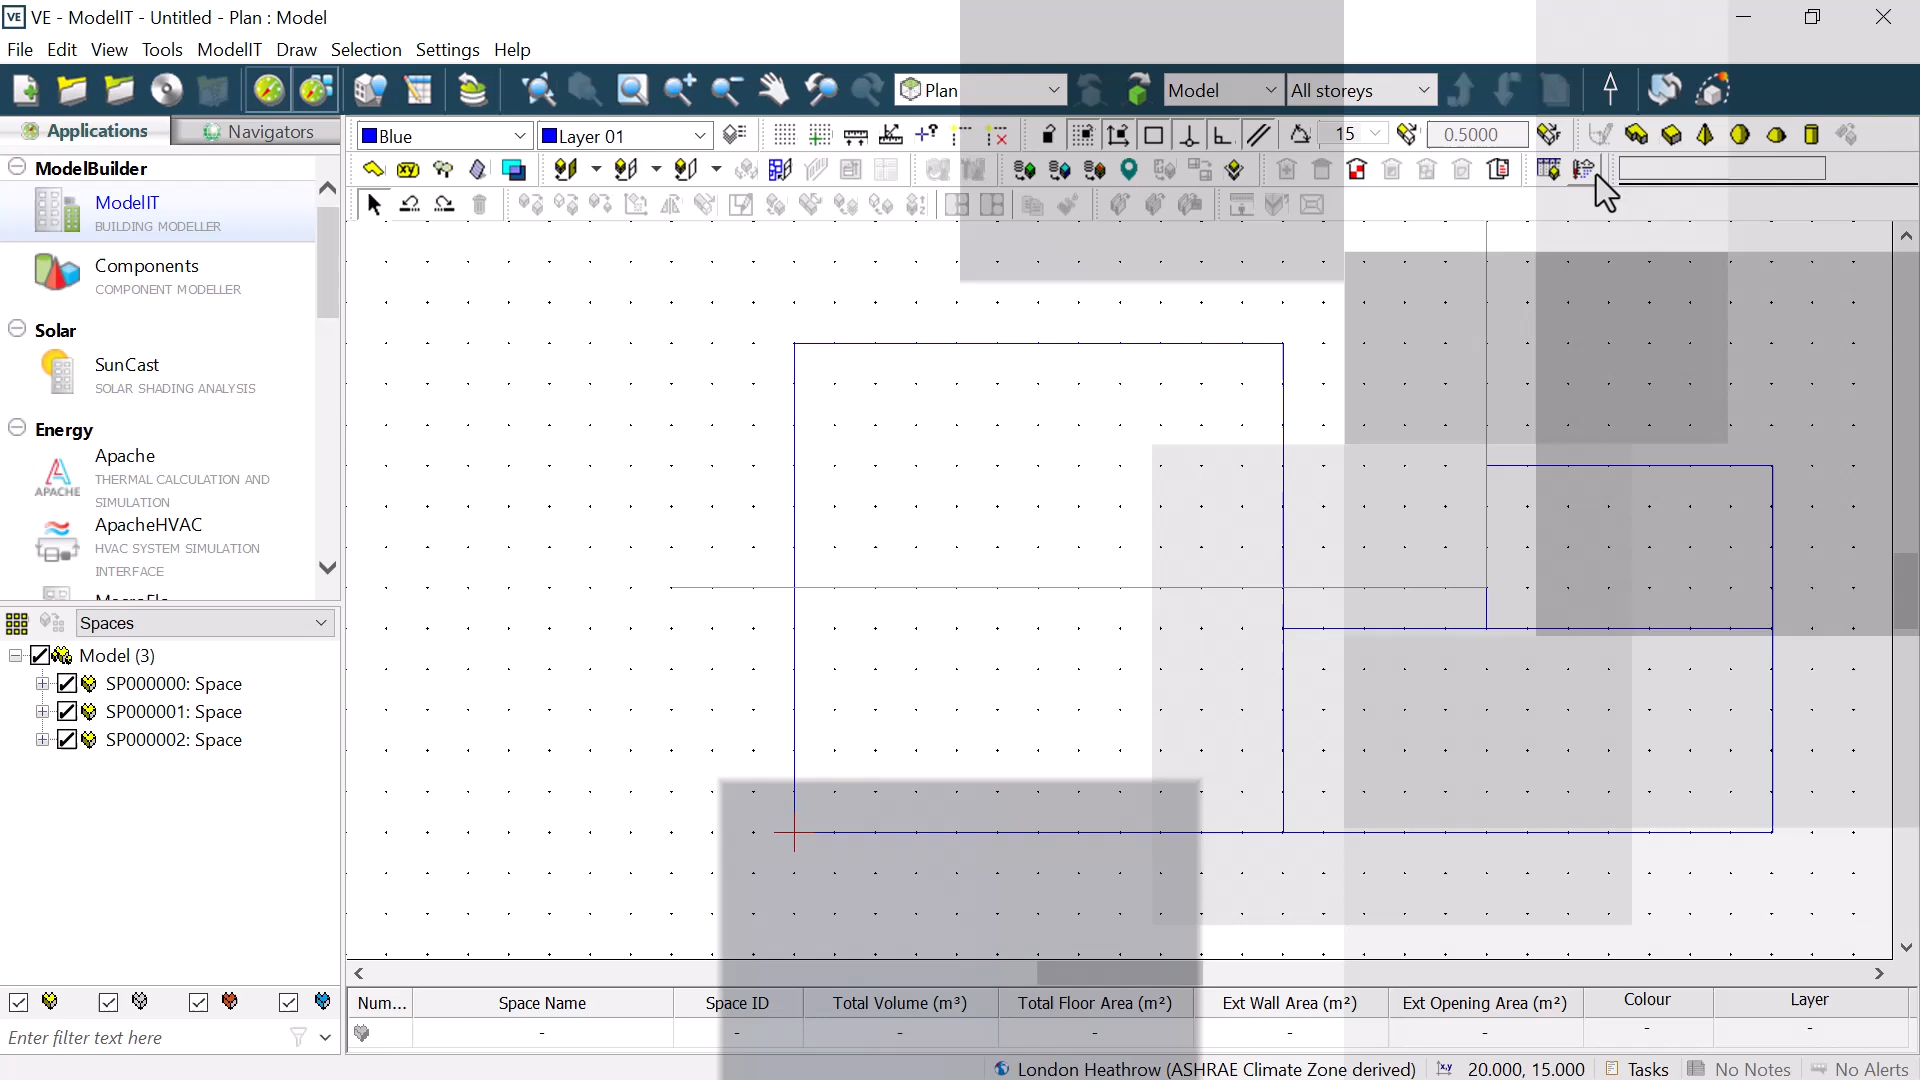 VE - ModelIT - Untitled - Plan : Model
File Edit View Tools ModelIT Draw Selection Settings Help
Plan Model All storeys
Applications Navigators
Blue Layer 01 15 0.5000
ModelBuilder
ModelIT
BUILDING MODELLER
Components
COMPONENT MODELLER
Solar
SunCast
SOLAR SHADING ANALYSIS
Energy
Apache
THERMAL CALCULATION AND
SIMULATION
APACHE
ApacheHVAC
HVAC SYSTEM SIMULATION
INTERFACE
Spaces
Model (3)
SP000000: Space
SP000001: Space
SP000002: Space
Enter filter text here
Num... Space Name Space ID Total Volume (m³) Total Floor Area (m²) Ext Wall Area (m²) Ext Opening Area (m²) Colour Layer
- - - - - - - -
London Heathrow (ASHRAE Climate Zone derived) 20.000, 15.000 Tasks No Notes No Alerts